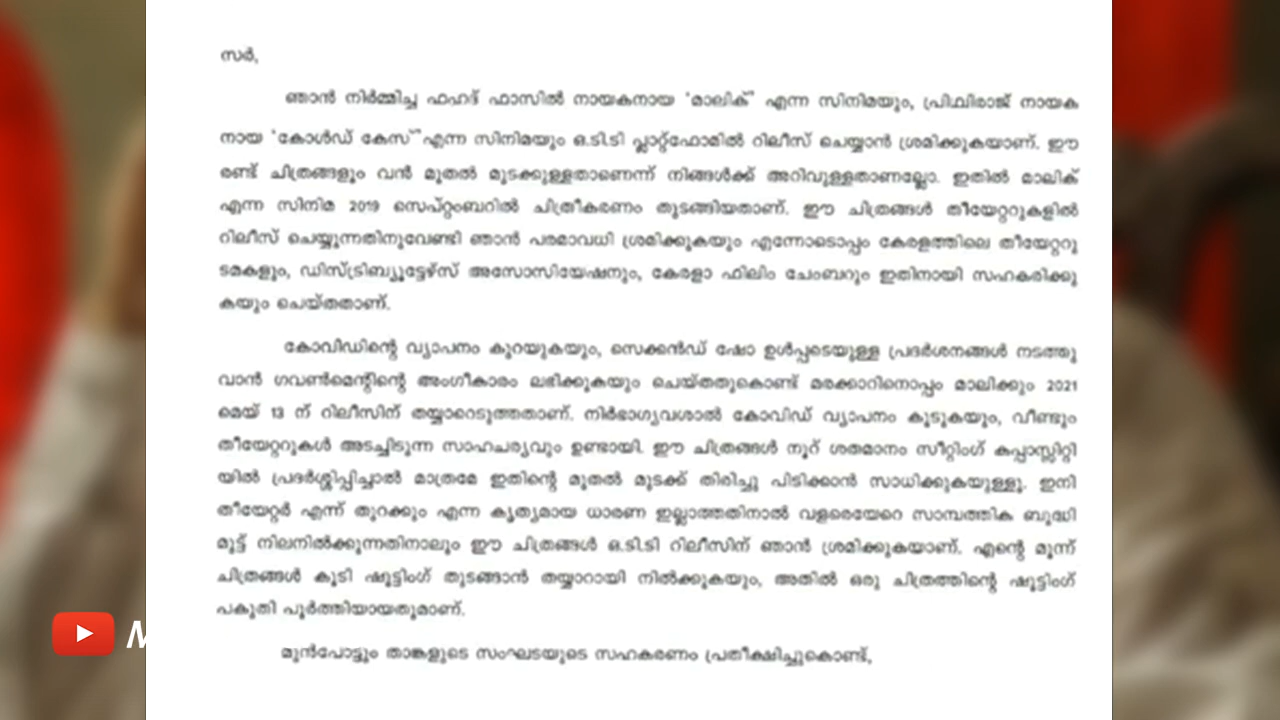 സർ,
ഞാൻ നിർമ്മിച്ച ഫഹദ് ഫാസിൽ നായകനായ 'മാലിക്' എന്ന സിനിമയും, പ്രിഥ്വിരാജ് നായക
നായ 'കോൾഡ് കേസ്' എന്ന സിനിമയും ഒ.ടി.ടി പ്ലാറ്റ്ഫോമിൽ റിലീസ് ചെയ്യാൻ ശ്രമിക്കുകയാണ്. ഈ
രണ്ട് ചിത്രങ്ങളും വൻ മുതൽ മുടക്കുള്ളതാണെന്ന് നിങ്ങൾക്ക് അറിവുള്ളതാണല്ലോ. ഇതിൽ മാലിക്
എന്ന സിനിമ 2019 സെപ്റ്റംബറിൽ ചിത്രീകരണം തുടങ്ങിയതാണ്. ഈ ചിത്രങ്ങൾ തീയേറ്ററുകളിൽ
റിലീസ് ചെയ്യുന്നതിനുവേണ്ടി ഞാൻ പരമാവധി ശ്രമിക്കുകയും എന്നോടൊപ്പം കേരളത്തിലെ തീയേറ്ററു
ടമകളും, ഡിസ്ട്രിബ്യൂട്ടേഴ്സ് അസോസിയേഷനും, കേരളാ ഫിലിം ചേംബറും ഇതിനായി സഹകരിക്കു
കയും ചെയ്തതാണ്.
കോവിഡിന്റെ വ്യാപനം കുറയുകയും, സെക്കൻഡ് ഷോ ഉൾപ്പടെയുള്ള പ്രദർശനങ്ങൾ നടത്തു
വാൻ ഗവൺമെന്റിന്റെ അംഗീകാരം ലഭിക്കുകയും ചെയ്തതുകൊണ്ട് മരക്കാറിനൊപ്പം മാലിക്കും 2021
മെയ് 13 ന് റിലീസിന് തയ്യാറെടുത്തതാണ്. നിർഭാഗ്യവശാൽ കോവിഡ് വ്യാപനം കൂടുകയും, വീണ്ടും
തീയേറ്ററുകൾ അടച്ചിടുന്ന സാഹചര്യവും ഉണ്ടായി. ഈ ചിത്രങ്ങൾ നൂറ് ശതമാനം സീറ്റിംഗ് കപ്പാസ്സിറ്റി
യിൽ പ്രദർശ്ശിപ്പിച്ചാൽ മാത്രമേ ഇതിന്റെ മുതൽ മുടക്ക് തിരിച്ചു പിടിക്കാൻ സാധിക്കുകയുള്ളൂ. ഇനി
തീയേറ്റർ എന്ന് തുറക്കും എന്ന കൃത്യമായ ധാരണ ഇല്ലാത്തതിനാൽ വളരെയേറെ സാമ്പത്തിക ബുദ്ധി
മുട്ട് നിലനിൽക്കുന്നതിനാലും ഈ ചിത്രങ്ങൾ ഒ.ടി.ടി റിലീസിന് ഞാൻ ശ്രമിക്കുകയാണ്. എന്റെ മൂന്ന്
ചിത്രങ്ങൾ കൂടി ഷൂട്ടിംഗ് തുടങ്ങാൻ തയ്യാറായി നിൽക്കുകയും, അതിൽ ഒരു ചിത്രത്തിന്റെ ഷൂട്ടിംഗ്
പകുതി പൂർത്തിയായതുമാണ്.
മുൻപോട്ടും താങ്കളുടെ സംഘടയുടെ സഹകരണം പ്രതീക്ഷിച്ചുകൊണ്ട്,
M